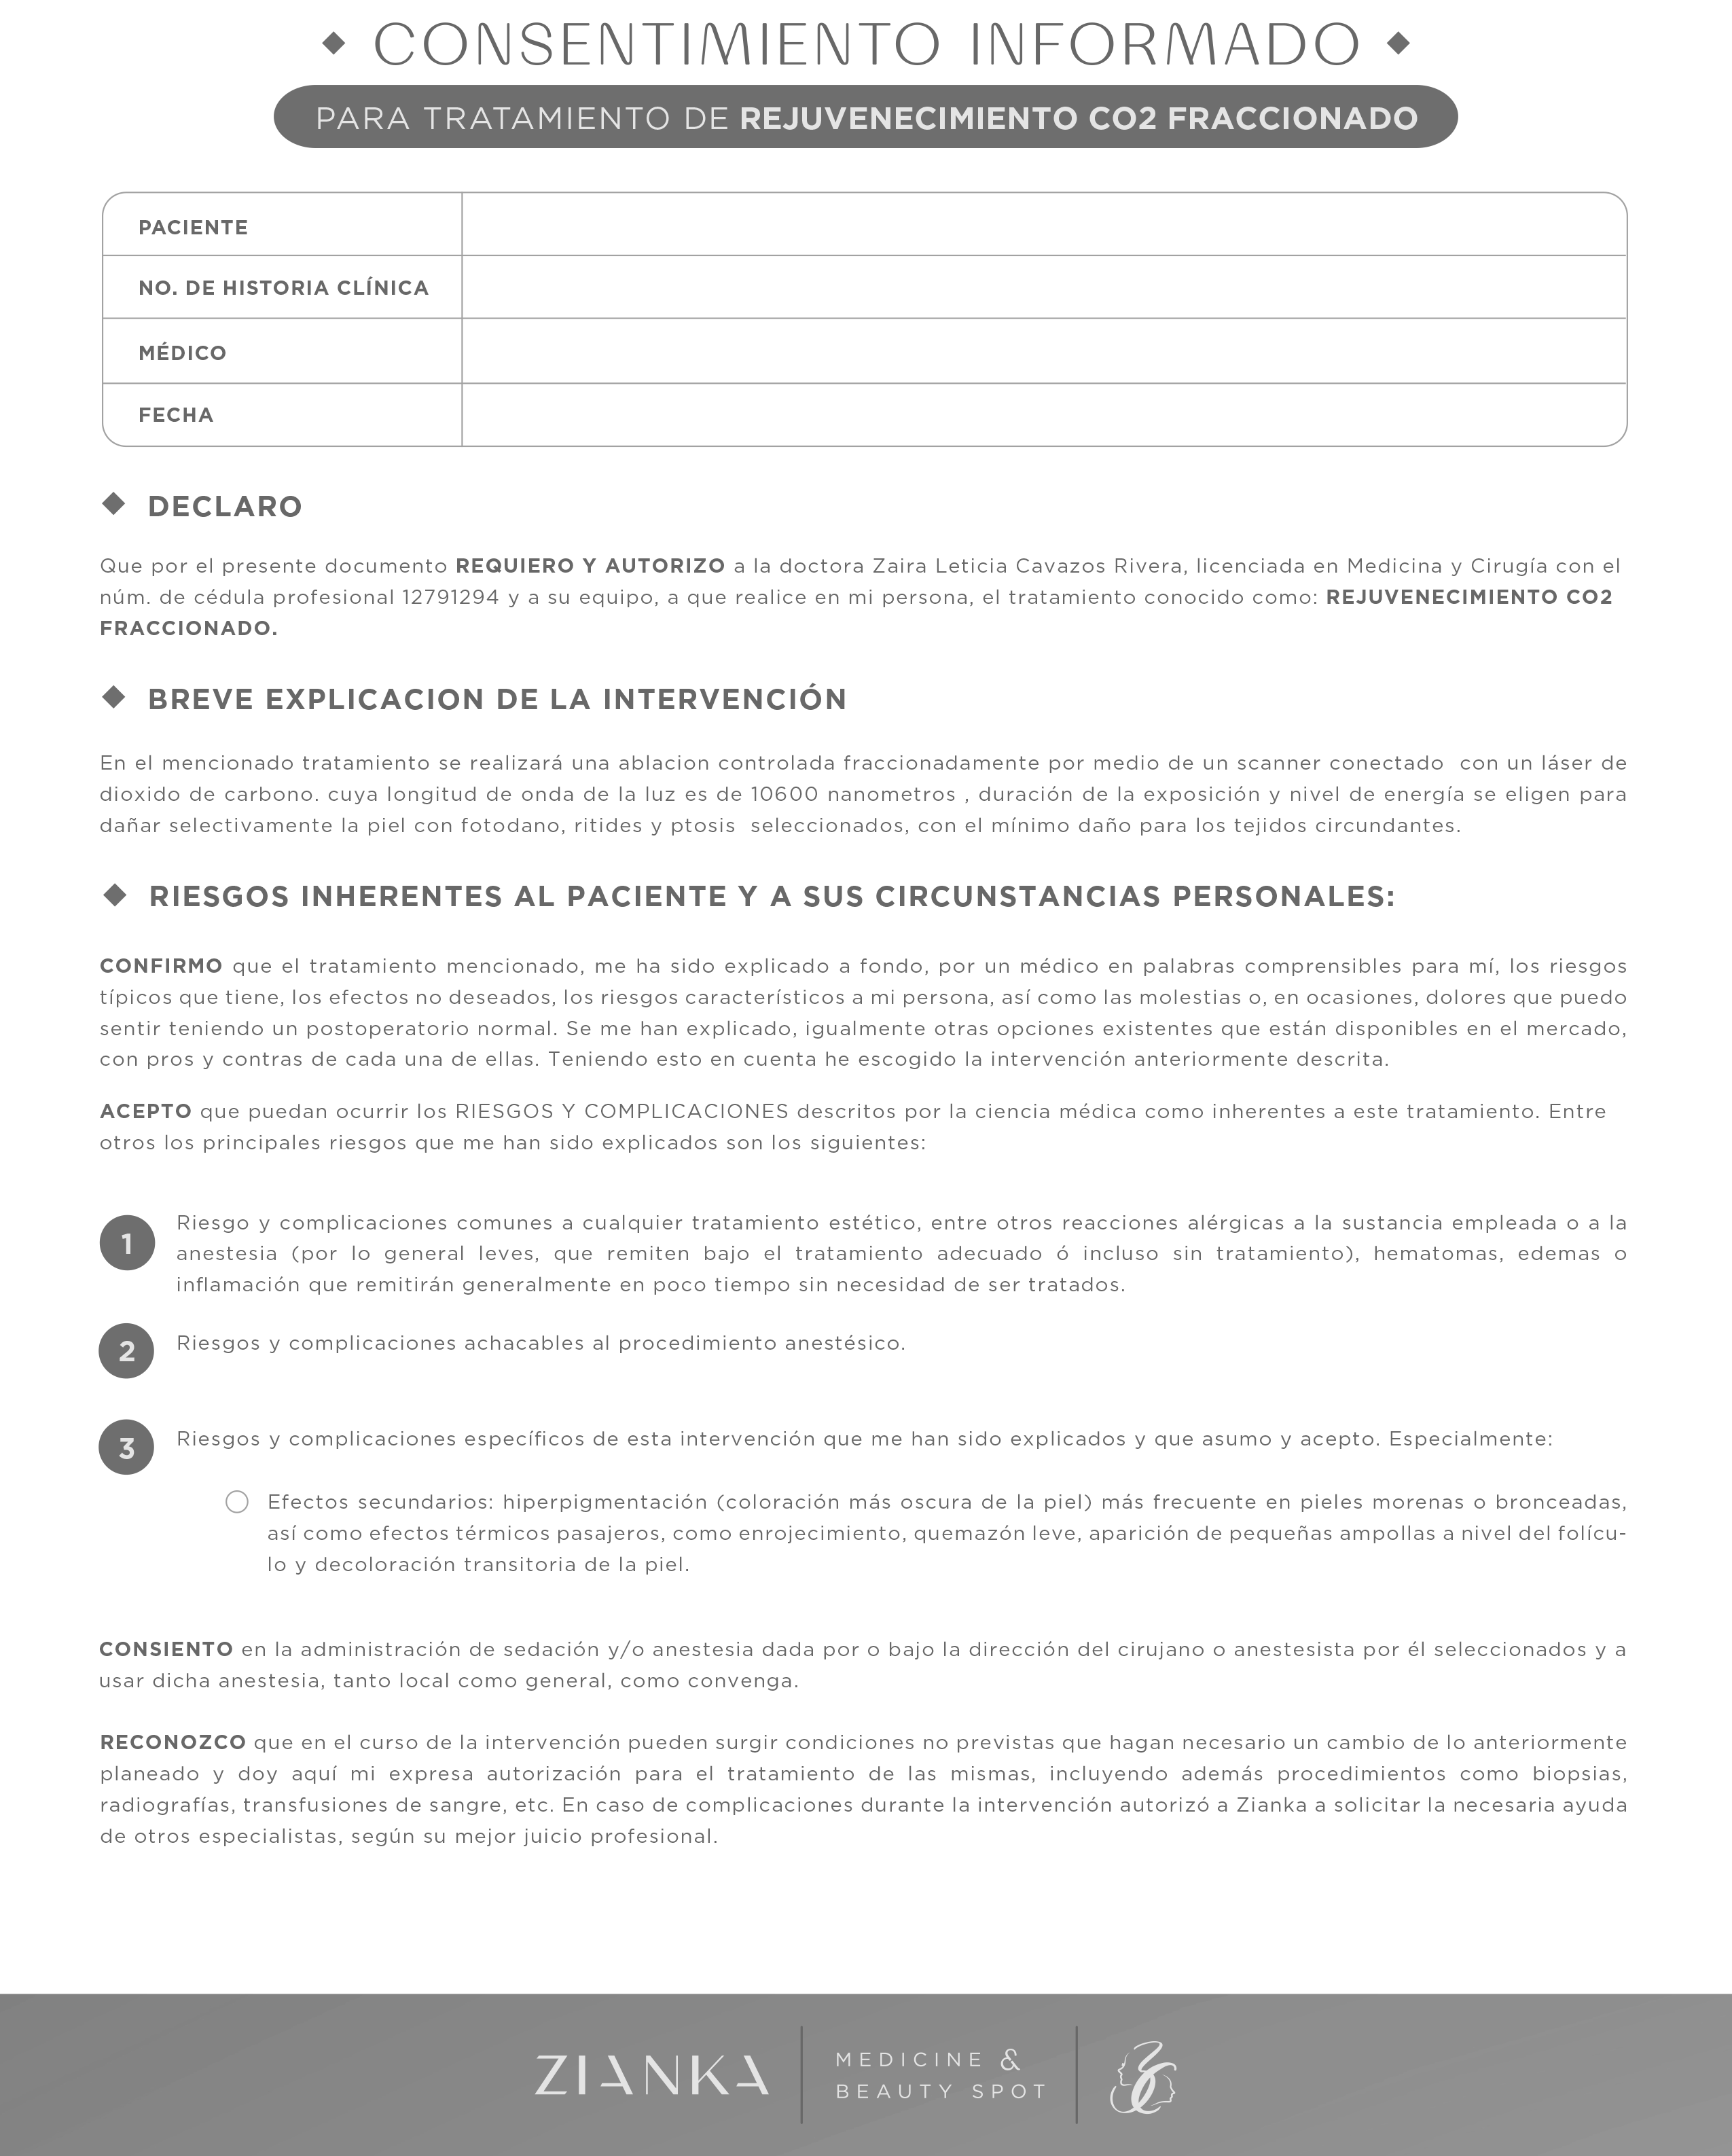 CONSENTIMIENTO INFORMADO
PARA TRATAMIENTO DE REJUVENECIMIENTO CO2 FRACCIONADO
PACIENTE
NO. DE HISTORIA CLÍNICA
MÉDICO
FECHA
DECLARO
Que por el presente documento REQUIERO Y AUTORIZO a la doctora Zaira Leticia Cavazos Rivera, licenciada en Medicina y Cirugía con el
núm. de cédula profesional 12791294 y a su equipo, a que realice en mi persona, el tratamiento conocido como: REJUVENECIMIENTO CO2
FRACCIONADO.
BREVE EXPLICACION DE LA INTERVENCIÓN
En el mencionado tratamiento se realizará una ablacion controlada fraccionadamente por medio de un scanner conectado  con un láser de
dioxido de carbono. cuya longitud de onda de la luz es de 10600 nanometros , duración de la exposición y nivel de energía se eligen para
dañar selectivamente la piel con fotodano, ritides y ptosis  seleccionados, con el mínimo daño para los tejidos circundantes.
RIESGOS INHERENTES AL PACIENTE Y A SUS CIRCUNSTANCIAS PERSONALES:
CONFIRMO que el tratamiento mencionado, me ha sido explicado a fondo, por un médico en palabras comprensibles para mí, los riesgos
típicos que tiene, los efectos no deseados, los riesgos característicos a mi persona, así como las molestias o, en ocasiones, dolores que puedo
sentir teniendo un postoperatorio normal. Se me han explicado, igualmente otras opciones existentes que están disponibles en el mercado,
con pros y contras de cada una de ellas. Teniendo esto en cuenta he escogido la intervención anteriormente descrita.
ACEPTO que puedan ocurrir los RIESGOS Y COMPLICACIONES descritos por la ciencia médica como inherentes a este tratamiento. Entre
otros los principales riesgos que me han sido explicados son los siguientes:
1 Riesgo y complicaciones comunes a cualquier tratamiento estético, entre otros reacciones alérgicas a la sustancia empleada o a la
anestesia (por lo general leves, que remiten bajo el tratamiento adecuado ó incluso sin tratamiento), hematomas, edemas o
inflamación que remitirán generalmente en poco tiempo sin necesidad de ser tratados.
2 Riesgos y complicaciones achacables al procedimiento anestésico.
3 Riesgos y complicaciones específicos de esta intervención que me han sido explicados y que asumo y acepto. Especialmente:
Efectos secundarios: hiperpigmentación (coloración más oscura de la piel) más frecuente en pieles morenas o bronceadas,
así como efectos térmicos pasajeros, como enrojecimiento, quemazón leve, aparición de pequeñas ampollas a nivel del folícu-
lo y decoloración transitoria de la piel.
CONSIENTO en la administración de sedación y/o anestesia dada por o bajo la dirección del cirujano o anestesista por él seleccionados y a
usar dicha anestesia, tanto local como general, como convenga.
RECONOZCO que en el curso de la intervención pueden surgir condiciones no previstas que hagan necesario un cambio de lo anteriormente
planeado y doy aquí mi expresa autorización para el tratamiento de las mismas, incluyendo además procedimientos como biopsias,
radiografías, transfusiones de sangre, etc. En caso de complicaciones durante la intervención autorizó a Zianka a solicitar la necesaria ayuda
de otros especialistas, según su mejor juicio profesional.
ZIANKA
MEDICINE &
BEAUTY SPOT